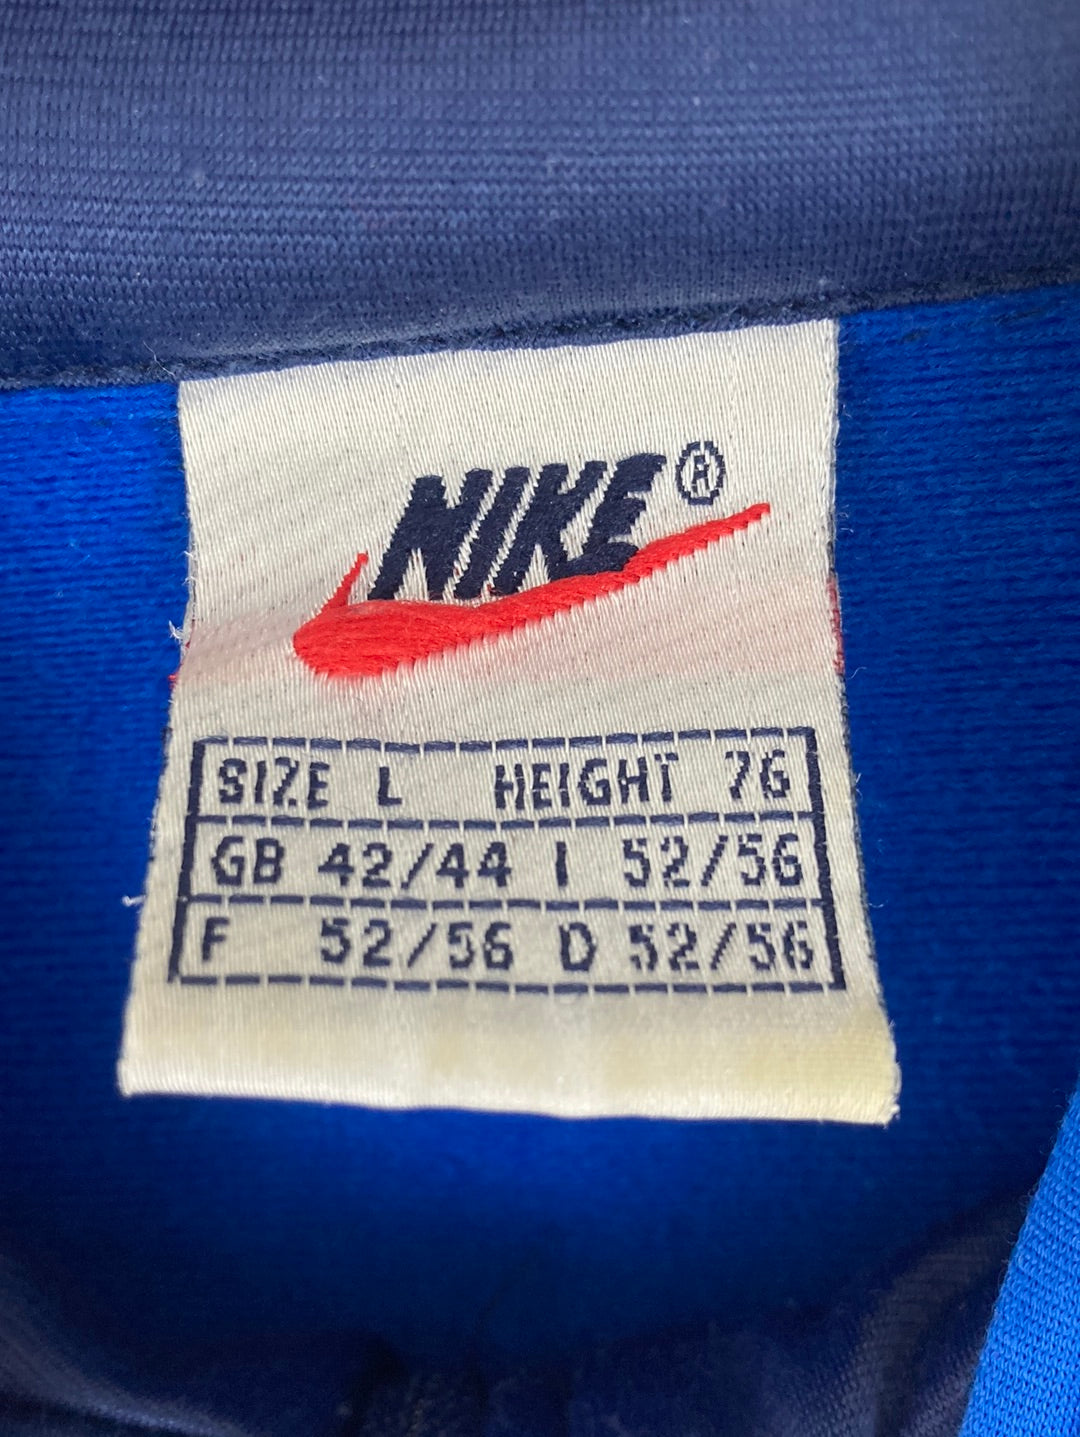 NIKE®
SIZE L HEIGHT 76
GB 42/44 I 52/56
F 52/56 D 52/56